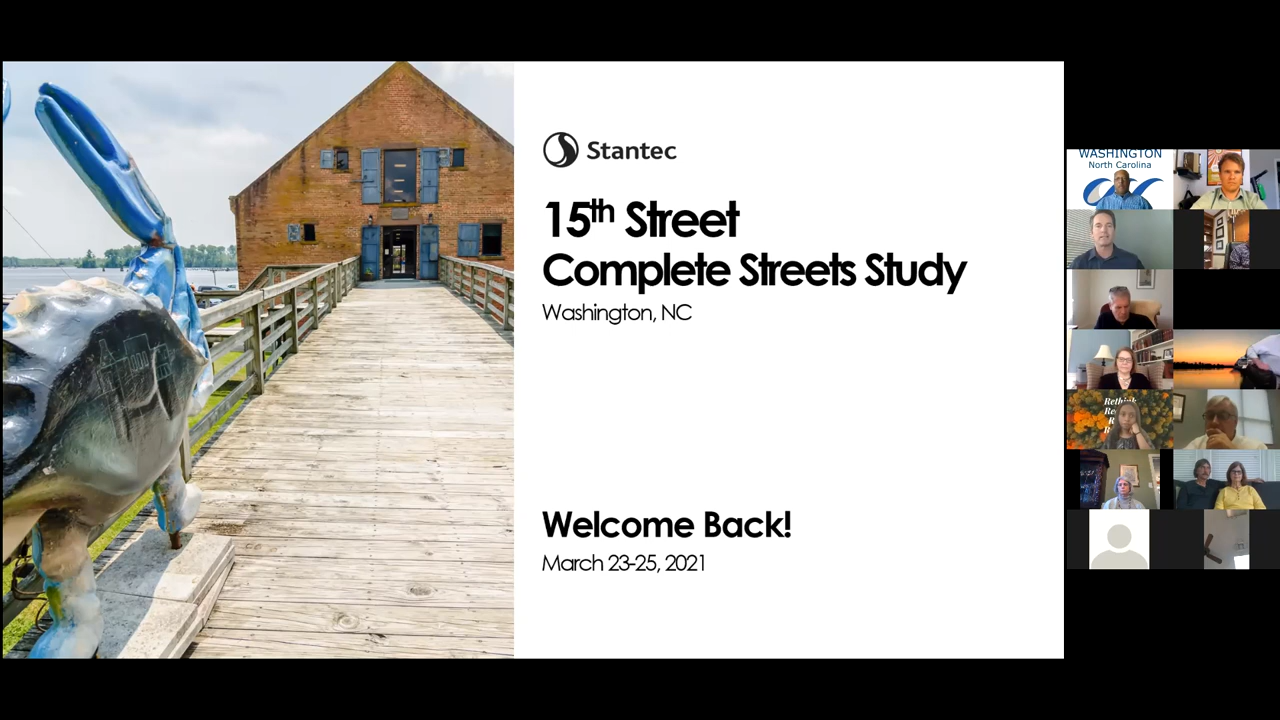 Stantec
15th Street
Complete Streets Study
Washington, NC
Welcome Back!
March 23-25, 2021
WASHINGTON
North Carolina